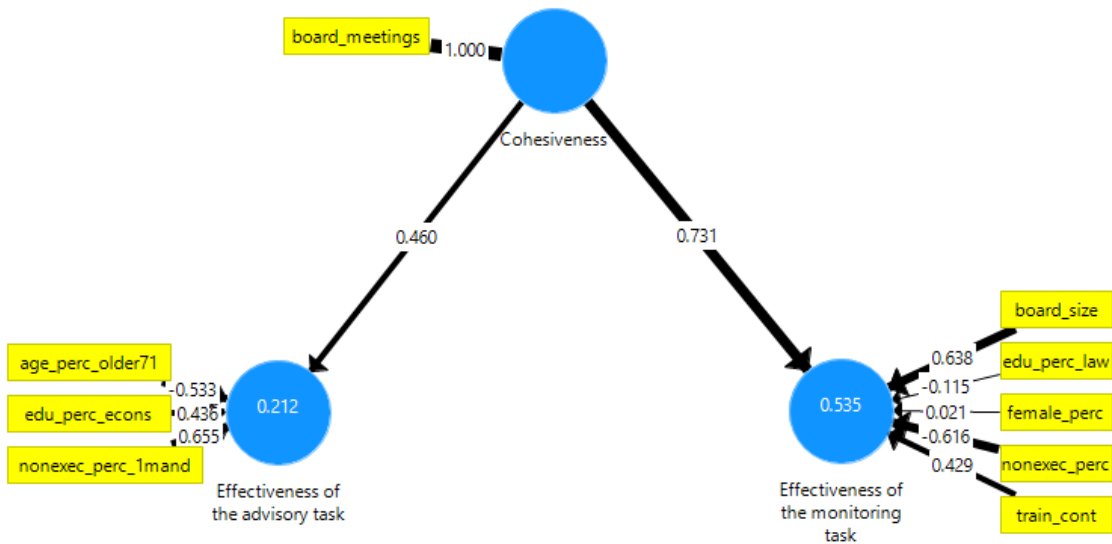 board_meetings
1.000
Cohesiveness
0.460
0.731
age_perc_older71
edu_perc_econs
nonexec_perc_1mand
-0.533
0.436
0.655
0.212
Effectiveness of
the advisory task
0.535
Effectiveness of
the monitoring
task
0.638
-0.115
0.021
-0.616
0.429
board_size
edu_perc_law
female_perc
nonexec_perc
train_cont